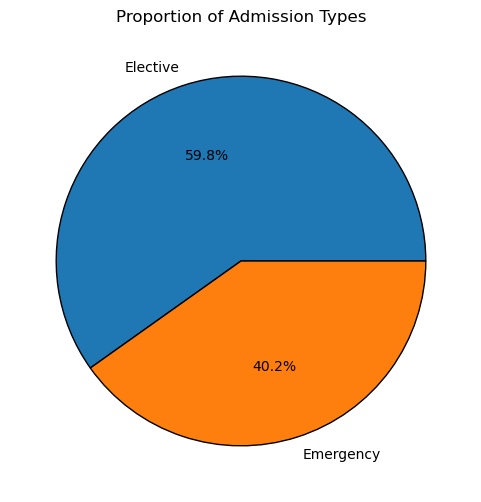 Proportion of Admission Types
Elective
59.8%
40.2%
Emergency